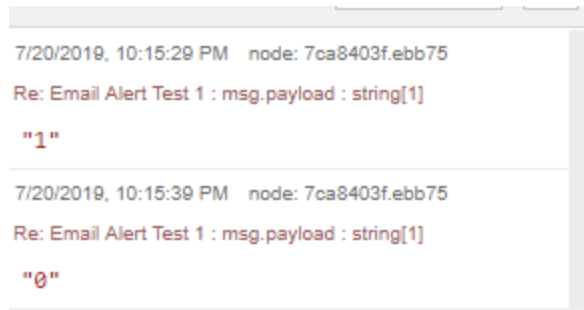 7/20/2019, 10:15:29 PM node: 7ca8403f.ebb75
Re: Email Alert Test 1 : msg.payload : string[1]
"1"
7/20/2019, 10:15:39 PM node: 7ca8403f.ebb75
Re: Email Alert Test 1 : msg.payload : string[1]
"0"